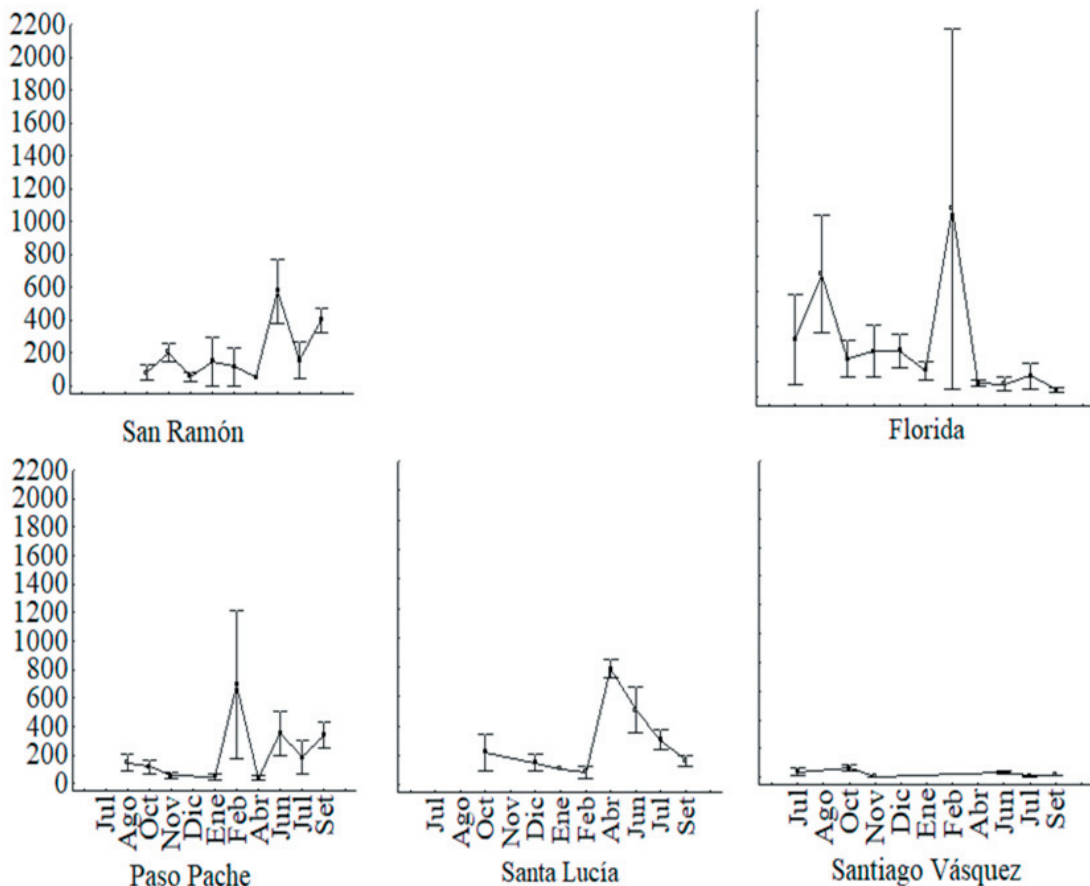 2200
2000
1800
1600
1400
1200
1000
800
600
400
200
0
San Ramón
Florida
2200
2000
1800
1600
1400
1200
1000
800
600
400
200
0
Jul
Ago
Oct
Nov
Dic
Ene
Feb
Abr
Jun
Jul
Set
Paso Pache
Jul
Ago
Oct
Nov
Dic
Ene
Feb
Abr
Jun
Jul
Set
Santa Lucía
Jul
Ago
Oct
Nov
Dic
Ene
Feb
Abr
Jun
Jul
Set
Santiago Vásquez